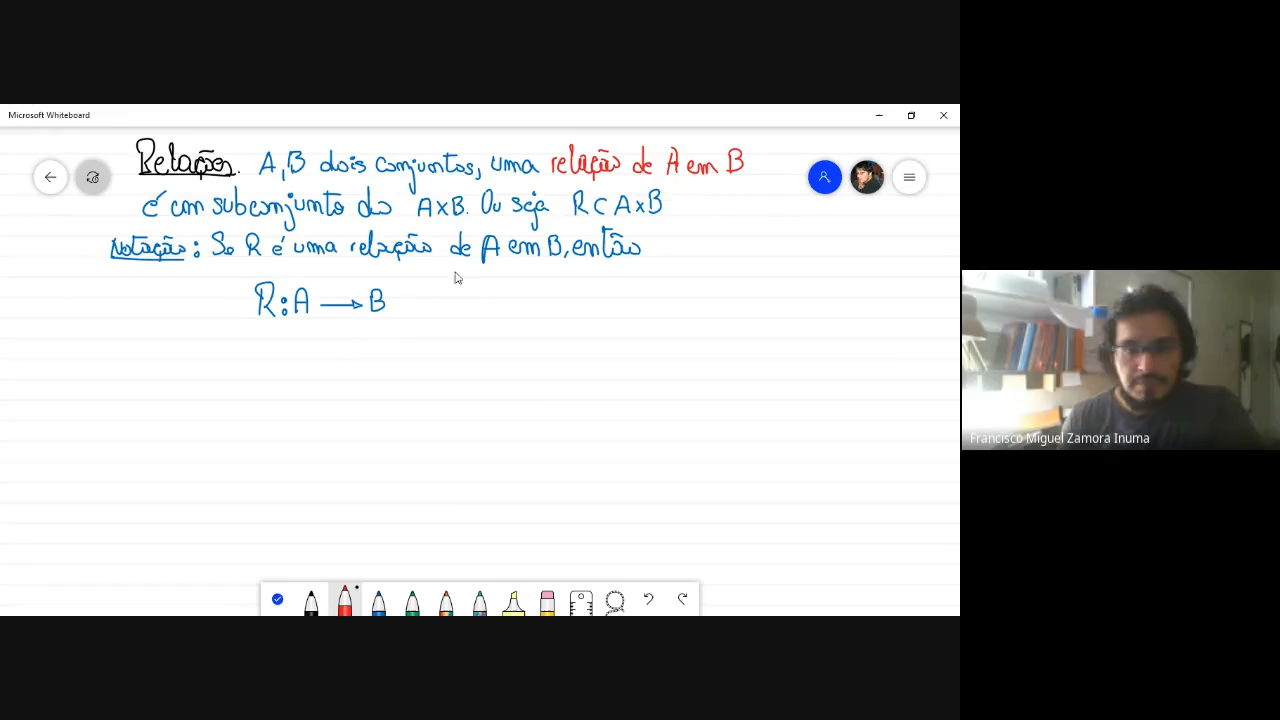 Microsoft Whiteboard
Relações. A, B dois conjuntos, uma relação de A em B
é um subconjunto do A×B. Ou seja R ⊂ A×B
Notação: Se R é uma relação de A em B, então
R: A ⟶ B
Francisco Miguel Zamora Inuma